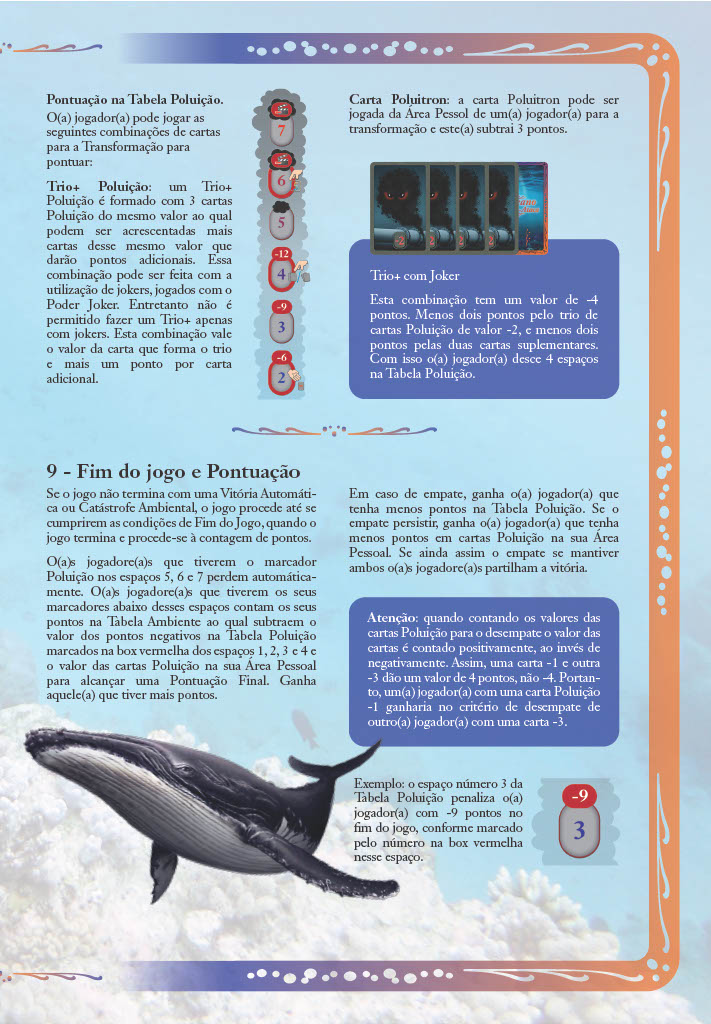 Pontuação na Tabela Poluição.
O(a) jogador(a) pode jogar as
seguintes combinações de cartas
para a Transformação para
pontuar:
Trio+ Poluição: um Trio+
Poluição é formado com 3 cartas
Poluição do mesmo valor ao qual
podem ser acrescentadas mais
cartas desse mesmo valor que
darão pontos adicionais. Essa
combinação pode ser feita com a
utilização de jokers, jogados com o
Poder Joker. Entretanto não é
permitido fazer um Trio+ apenas
com jokers. Esta combinação vale
o valor da carta que forma o trio
e mais um ponto por carta
adicional.
7
6
5
-12
4
-9
3
-6
2
Carta Poluitron: a carta Poluitron pode ser
jogada da Área Pessol de um(a) jogador(a) para a
transformação e este(a) subtrai 3 pontos.
-2
-2
-2
-2
Trio+ com Joker
Esta combinação tem um valor de -4
pontos. Menos dois pontos pelo trio de
cartas Poluição de valor -2, e menos dois
pontos pelas duas cartas suplementares.
Com isso o(a) jogador(a) desce 4 espaços
na Tabela Poluição.
9 - Fim do jogo e Pontuação
Se o jogo não termina com uma Vitória Automáti-
ca ou Catástrofe Ambiental, o jogo procede até se
cumprirem as condições de Fim do Jogo, quando o
jogo termina e procede-se à contagem de pontos.
O(a)s jogadore(a)s que tiverem o marcador
Poluição nos espaços 5, 6 e 7 perdem automática-
mente. O(a)s jogadore(a)s que tiverem os seus
marcadores abaixo desses espaços contam os seus
pontos na Tabela Ambiente ao qual subtraem o
valor dos pontos negativos na Tabela Poluição
marcados na box vermelha dos espaços 1, 2, 3 e 4 e
o valor das cartas Poluição na sua Área Pessoal
para alcançar uma Pontuação Final. Ganha
aquele(a) que tiver mais pontos.
Em caso de empate, ganha o(a) jogador(a) que
tenha menos pontos na Tabela Poluição. Se o
empate persistir, ganha o(a) jogador(a) que tenha
menos pontos em cartas Poluição na sua Área
Pessoal. Se ainda assim o empate se mantiver
ambos o(a)s jogadore(a)s partilham a vitória.
Atenção: quando contando os valores das
cartas Poluição para o desempate o valor das
cartas é contado positivamente, ao invés de
negativamente. Assim, uma carta -1 e outra
-3 dão um valor de 4 pontos, não -4. Portan-
to, um(a) jogador(a) com uma carta Poluição
-1 ganharia no critério de desempate de
outro(a) jogador(a) com uma carta -3.
Exemplo: o espaço número 3 da
Tabela Poluição penaliza o(a)
jogador(a) com -9 pontos no
fim do jogo, conforme marcado
pelo número na box vermelha
nesse espaço.
-9
3